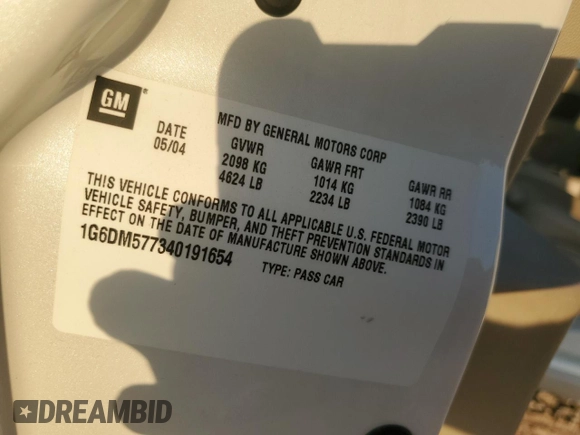 GM
MFD BY GENERAL MOTORS CORP
DATE GVWR GAWR FRT GAWR RR
05/04 2098 KG 1014 KG 1084 KG
4624 LB 2234 LB 2390 LB
THIS VEHICLE CONFORMS TO ALL APPLICABLE U.S. FEDERAL MOTOR
VEHICLE SAFETY, BUMPER, AND THEFT PREVENTION STANDARDS IN
EFFECT ON THE DATE OF MANUFACTURE SHOWN ABOVE.
1G6DM577340191654 TYPE: PASS CAR
DREAMBID